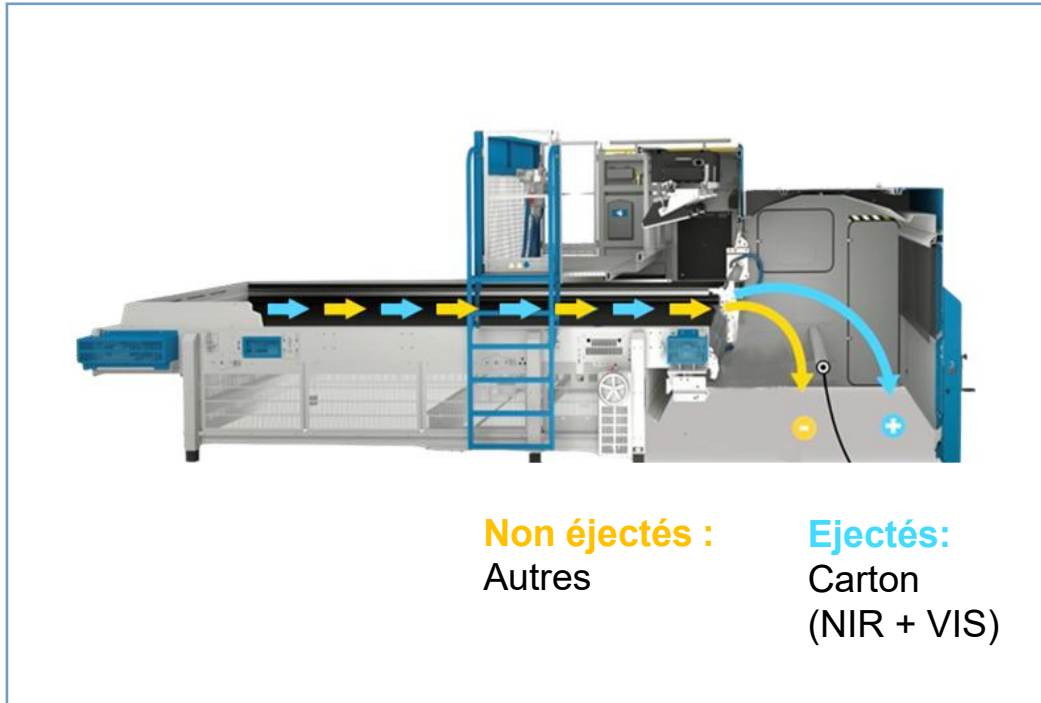 Non éjectés :
Autres
Ejectés:
Carton
(NIR + VIS)